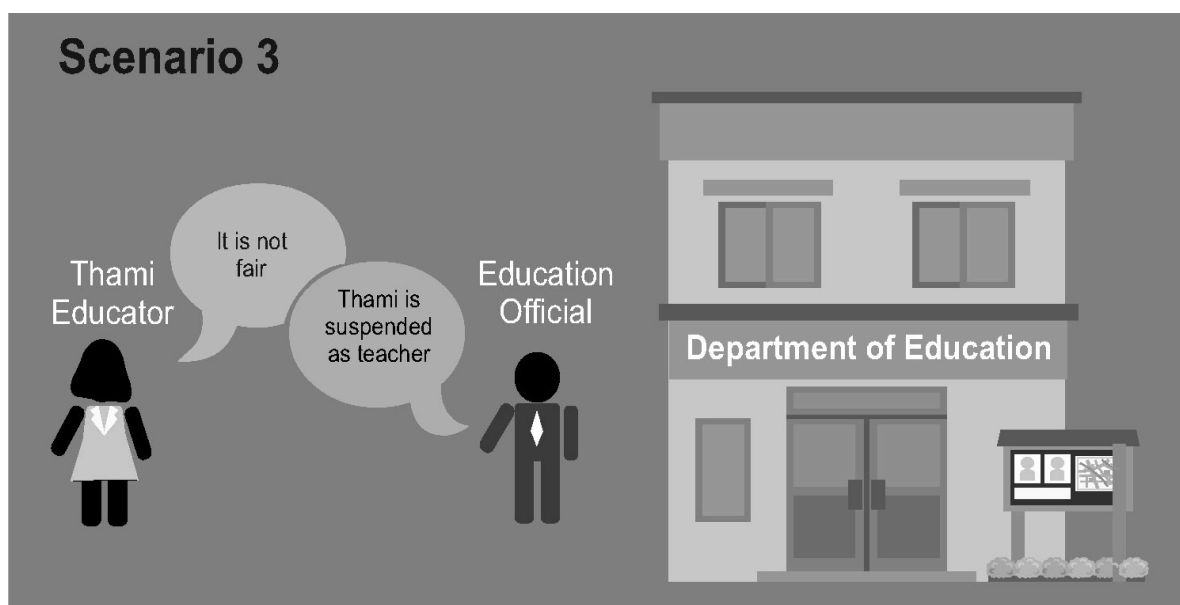 Scenario 3
Thami
Educator
It is not
fair
Thami is
suspended
as teacher
Education
Official
Department of Education